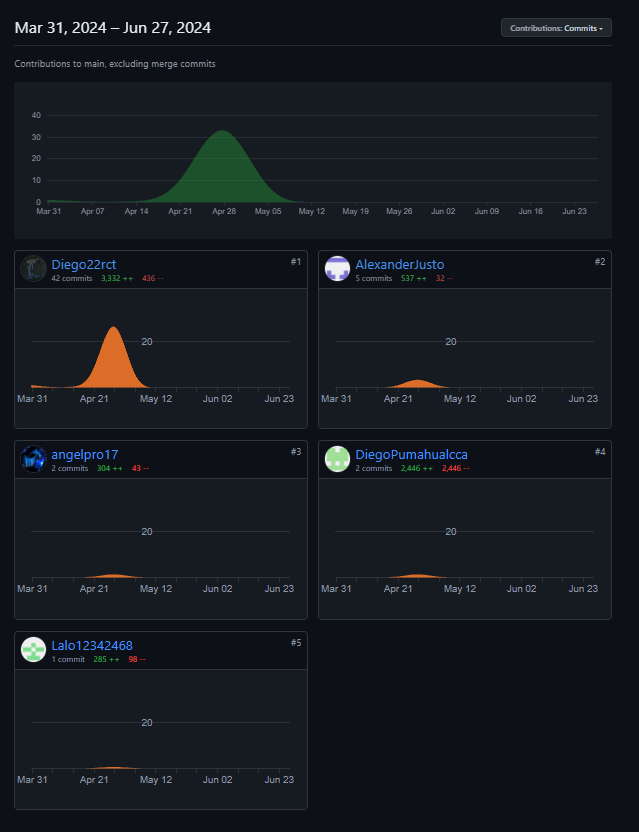 Mar 31, 2024 – Jun 27, 2024
Contributions: Commits
Contributions to main, excluding merge commits
40
30
20
10
0
Mar 31 Apr 07 Apr 14 Apr 21 Apr 28 May 05 May 12 May 19 May 26 Jun 02 Jun 09 Jun 16 Jun 23
Diego22rct #1
42 commits 3,332 ++ 436 --
20
Mar 31 Apr 21 May 12 Jun 02 Jun 23
AlexanderJusto #2
5 commits 537 ++ 32 --
20
Mar 31 Apr 21 May 12 Jun 02 Jun 23
angelpro17 #3
2 commits 304 ++ 43 --
20
Mar 31 Apr 21 May 12 Jun 02 Jun 23
DiegoPumahualcca #4
2 commits 2,446 ++ 2,446 --
20
Mar 31 Apr 21 May 12 Jun 02 Jun 23
Lalo12342468 #5
1 commit 285 ++ 98 --
20
Mar 31 Apr 21 May 12 Jun 02 Jun 23